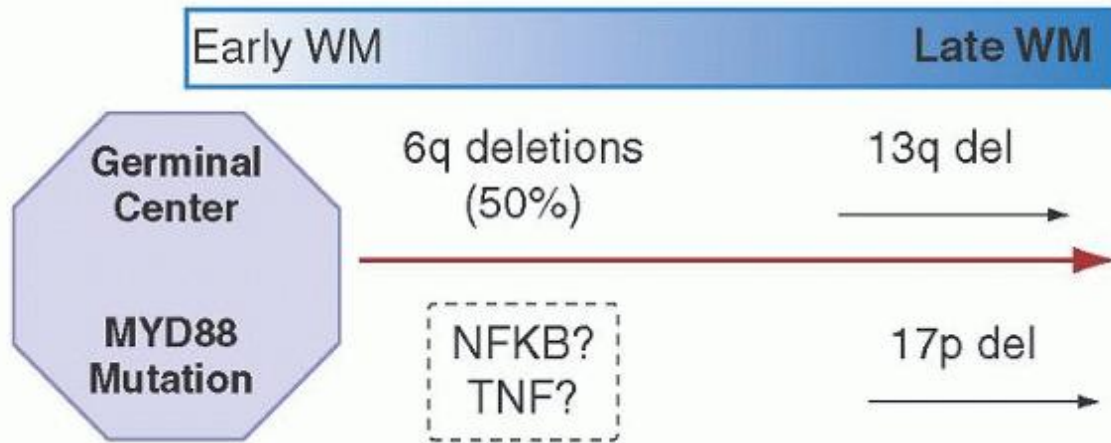 Early WM
Late WM
Germinal
Center
MYD88
Mutation
6q deletions
(50%)
13q del
NFKB?
TNF?
17p del